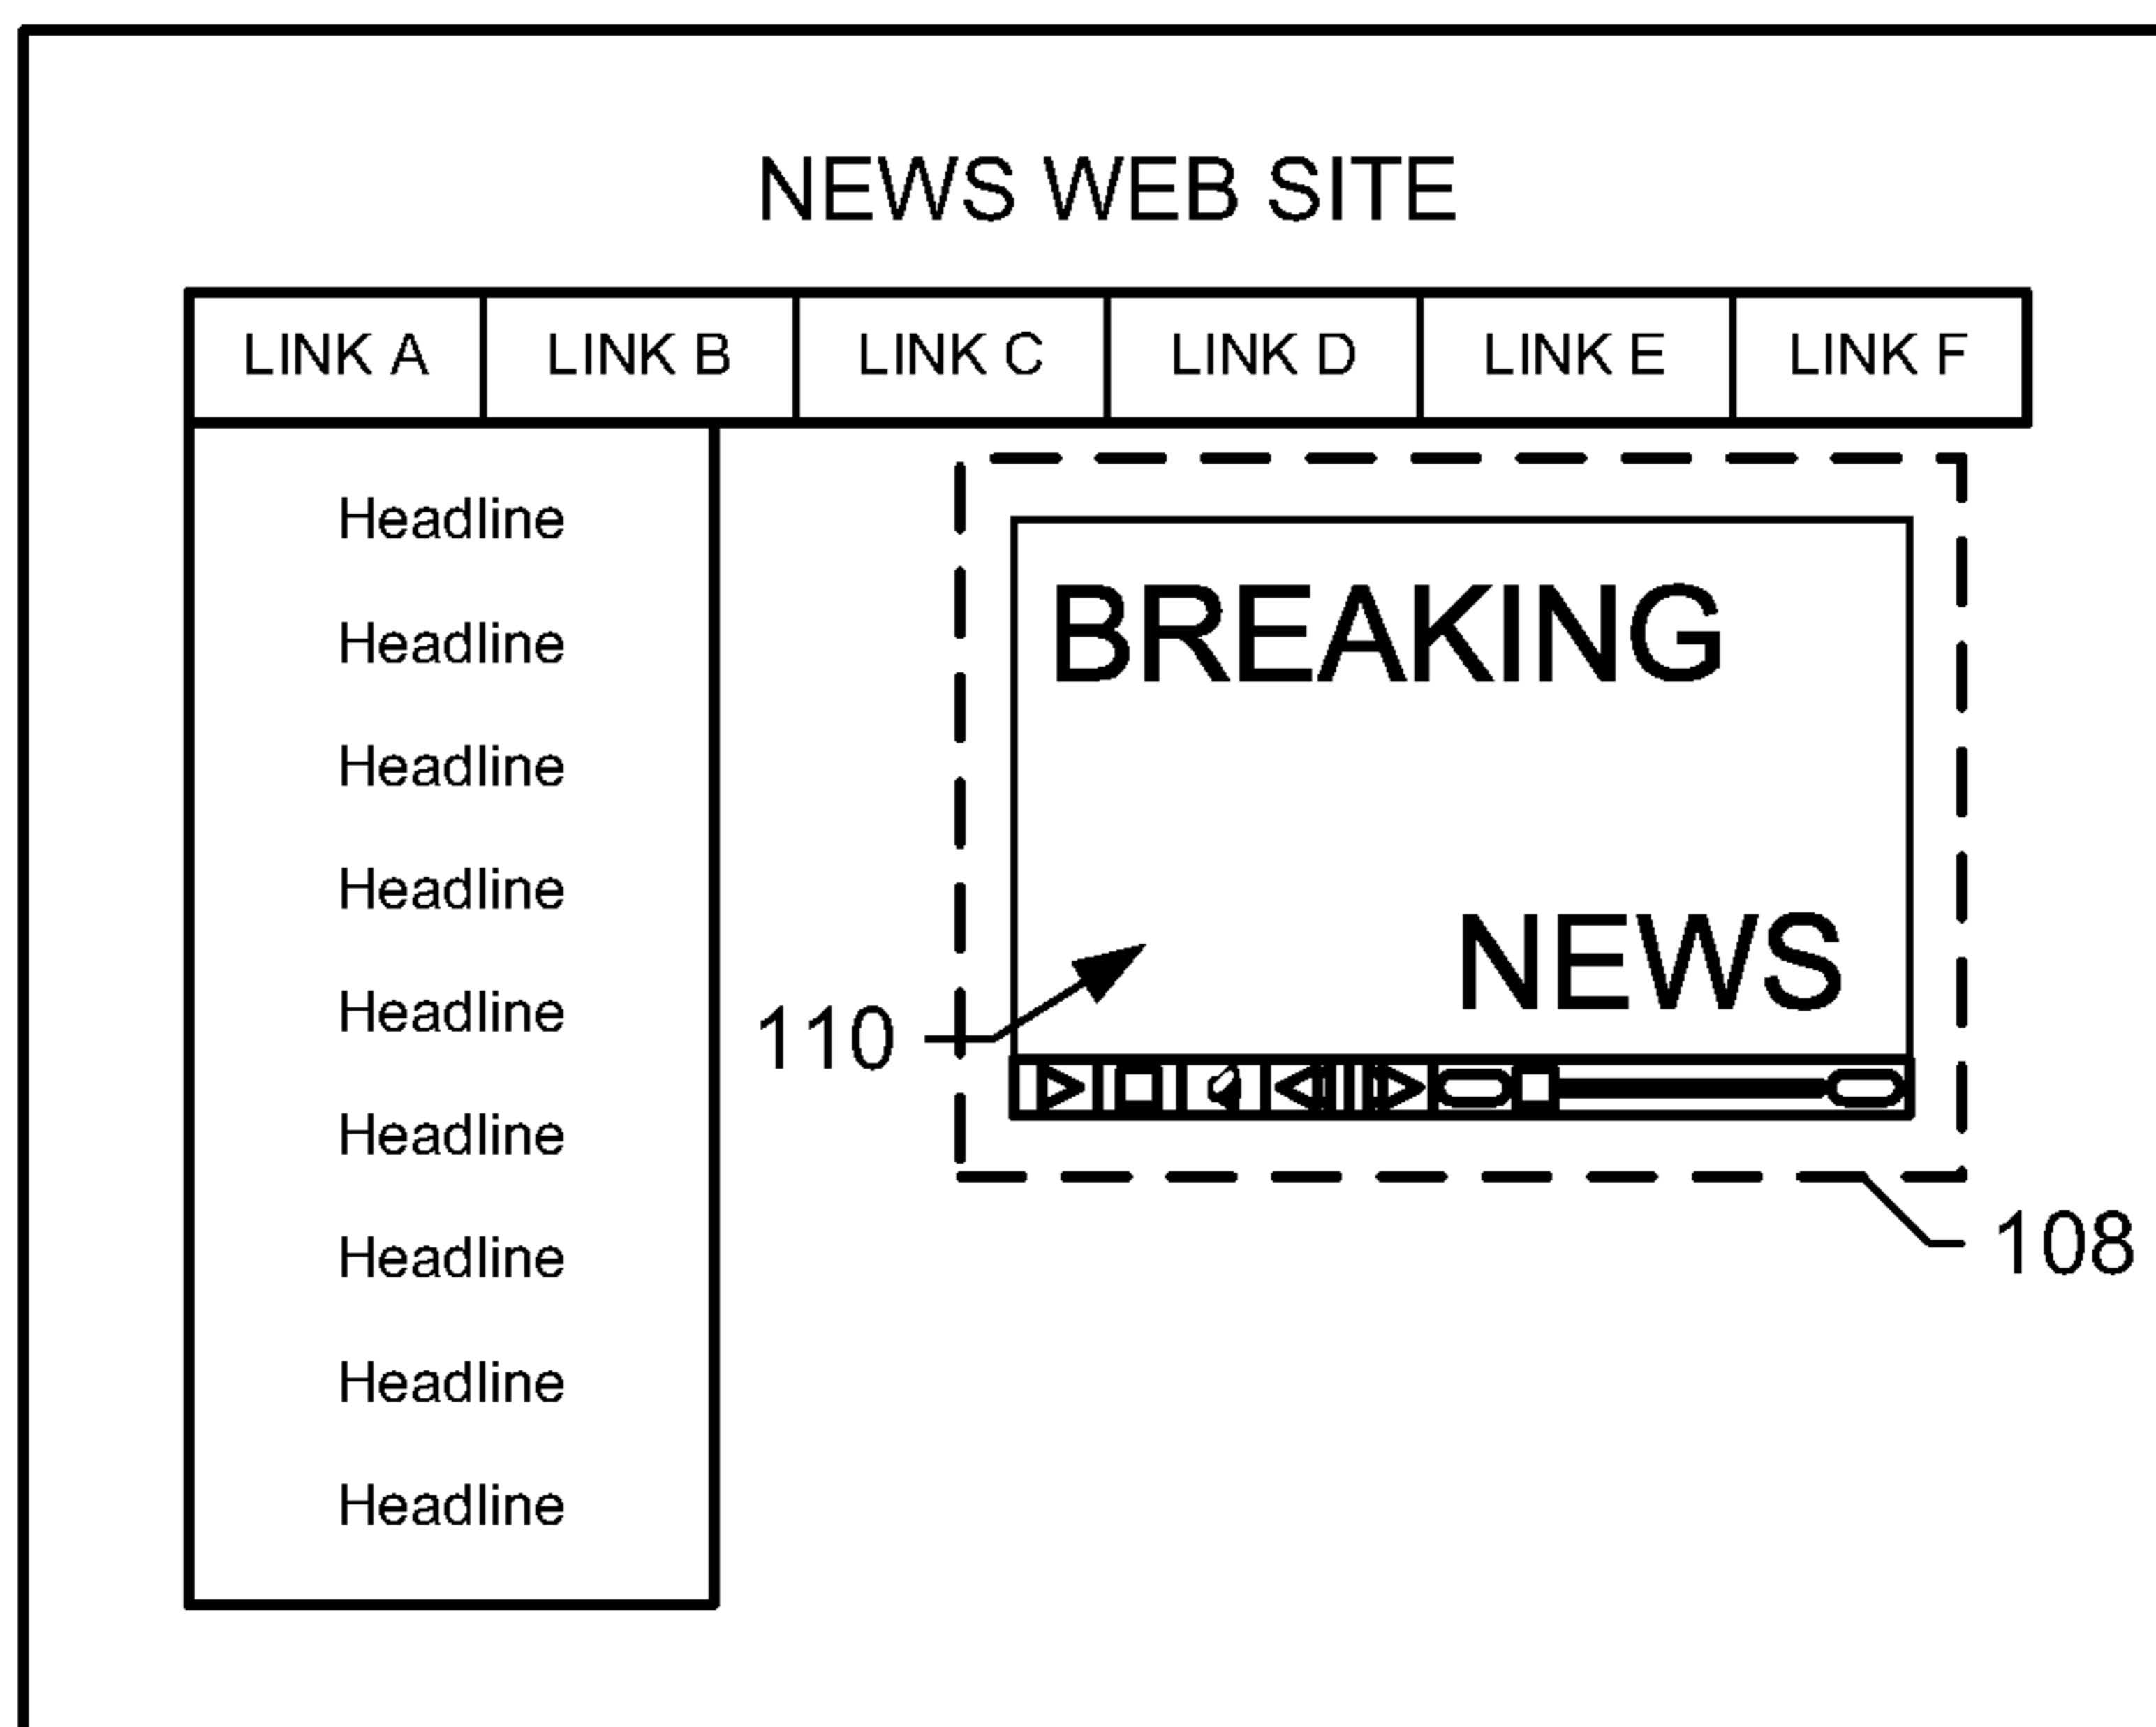 NEWS WEB SITE
LINK A LINK B LINK C LINK D LINK E LINK F
Headline
Headline
Headline
Headline
Headline
Headline
Headline
Headline
Headline
BREAKING
NEWS
110
108